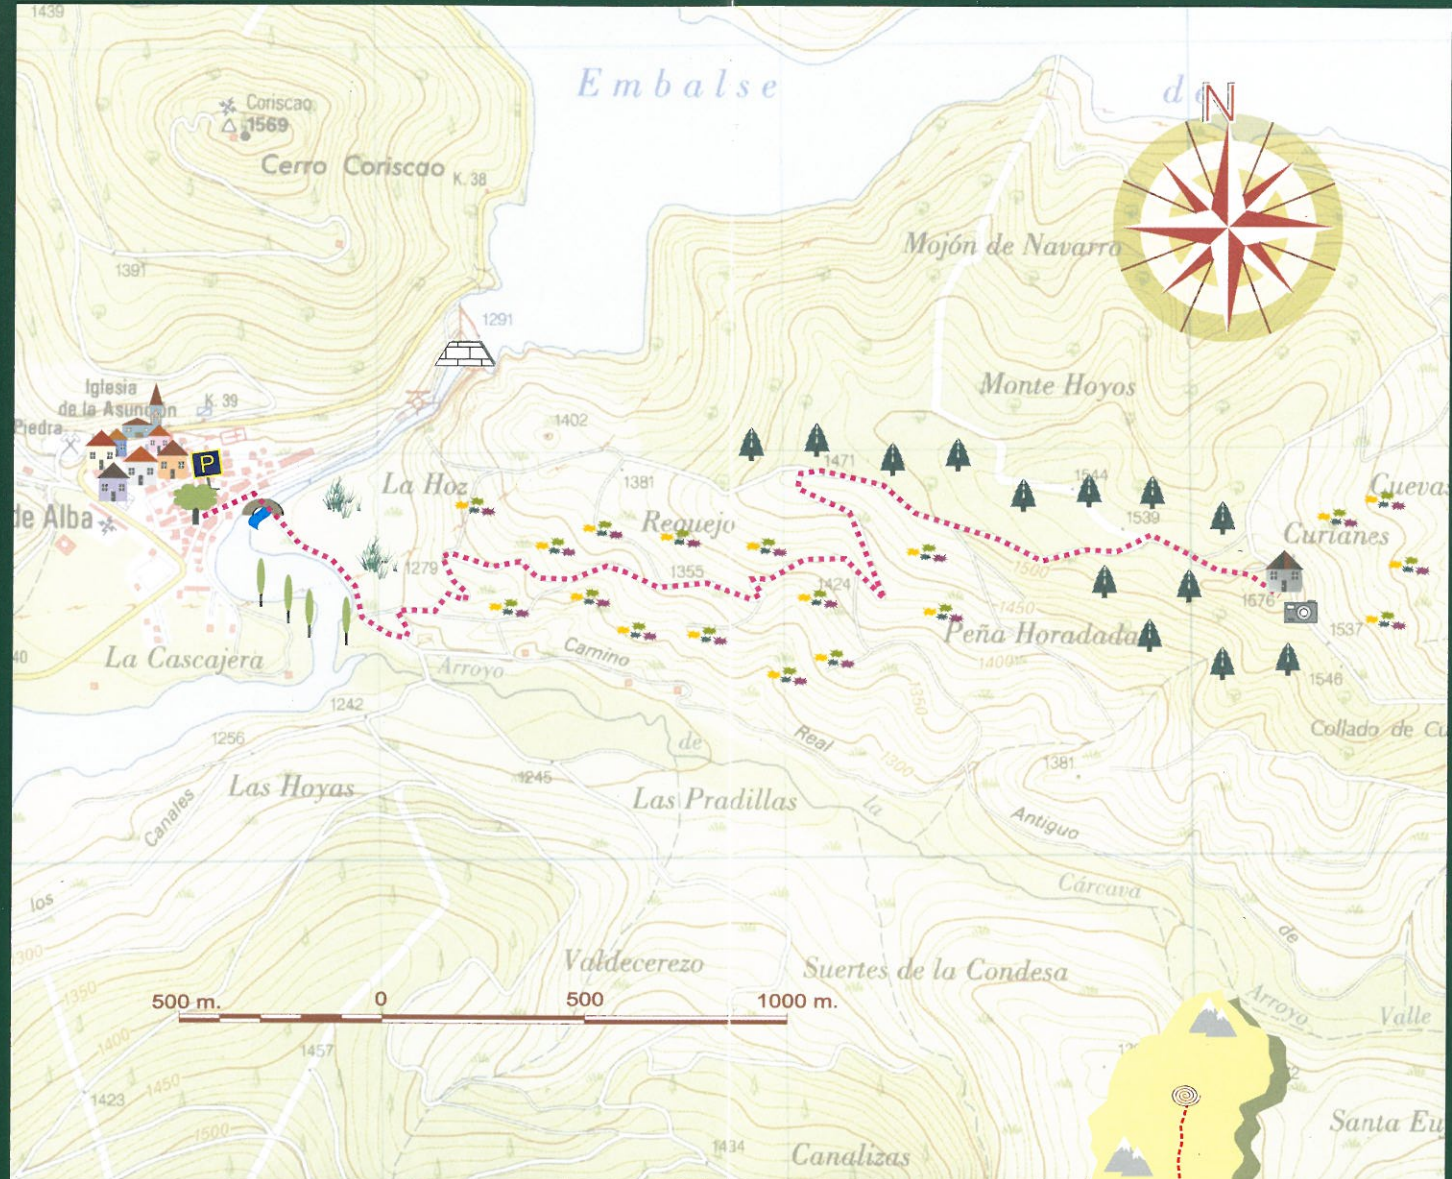 1439
Embalse
de
N
Coriscao
1569
Cerro Coriscao
K. 38
Mojón de Navarro
1391
1291
Monte Hoyos
Iglesia
de la Asunción
K. 39
Piedra
P
1402
1471
La Hoz
1381
1544
Cuevas
de Alba
Requejo
1539
Curianes
1279
1355
1424
1500
1576
1450
Peña Horadada
1537
40
La Cascajera
Arroyo
Camino
1400
1546
1350
1242
Collado de Cu
1256
de
Real
1300
1381
1245
Las Hoyas
Las Pradillas
la
Canales
Antiguo
los
Cárcava
de
300
Valdecerezo
Suertes de la Condesa
1350
500 m.
0
500
1000 m.
Arroyo
Valle
1400
1457
1450
1423
1500
Santa Eu
1434
Canalizas